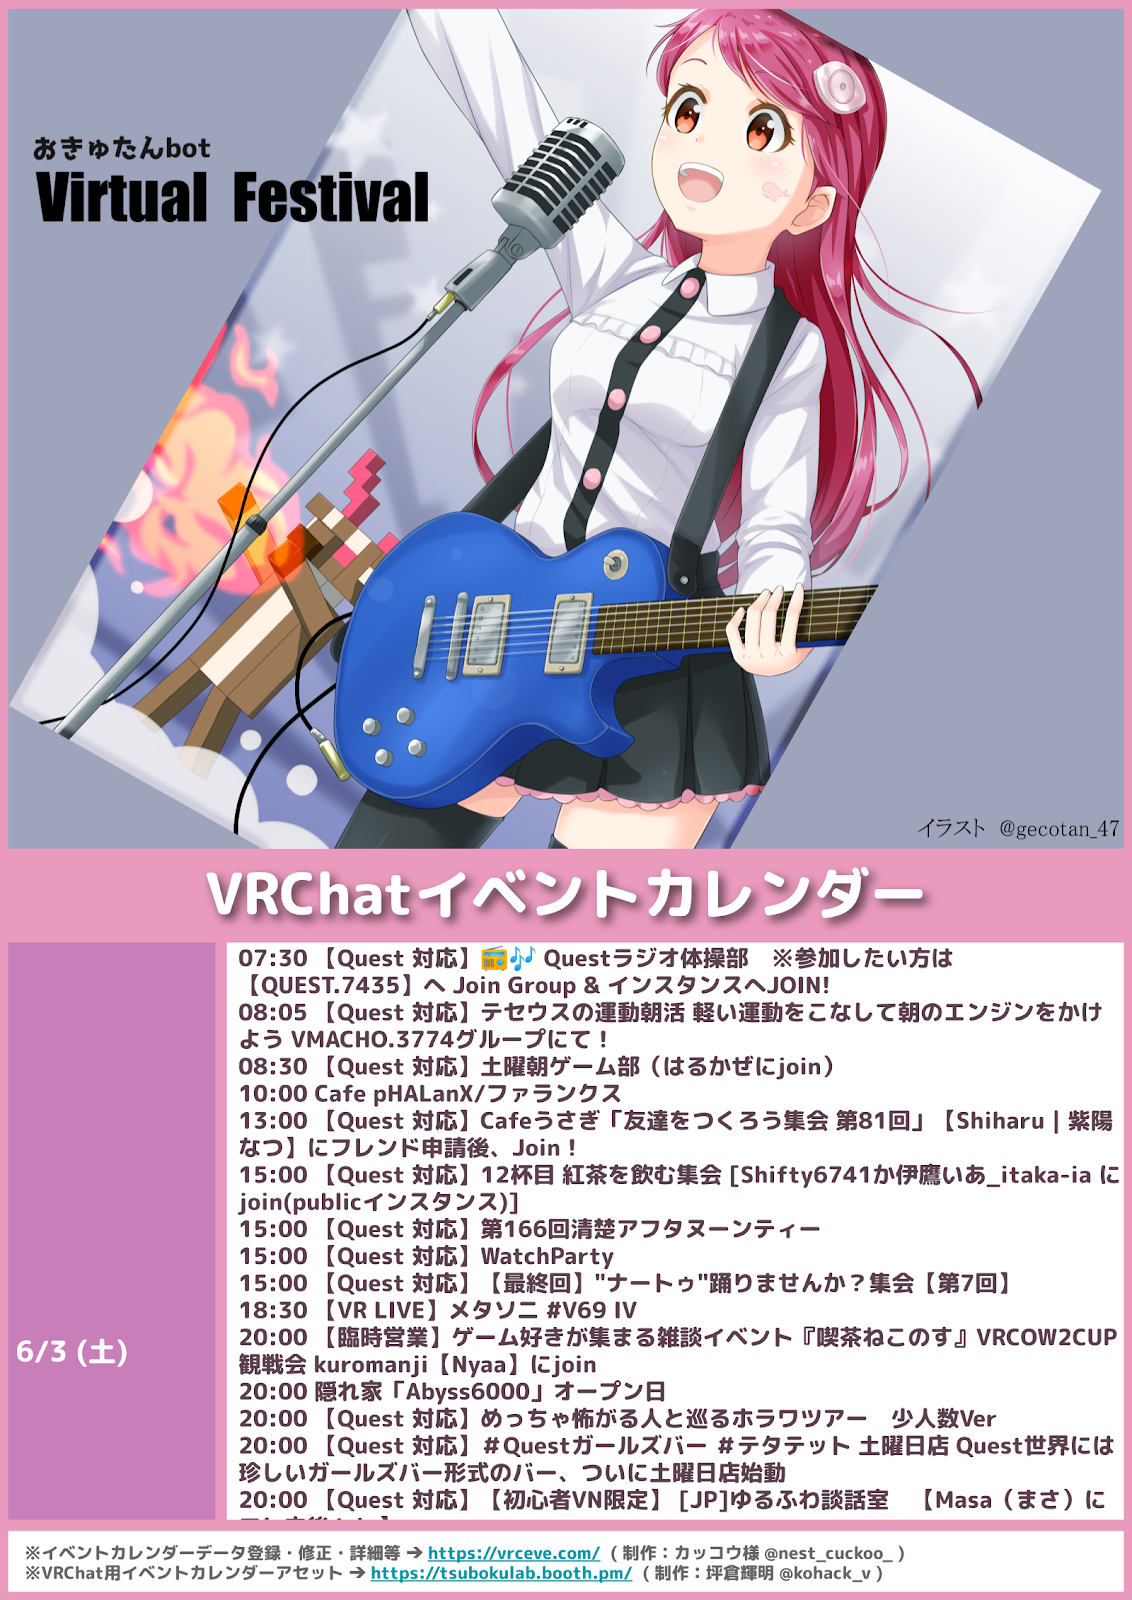 おきゅたんbot
Virtual Festival
イラスト @gecotan_47
VRChatイベントカレンダー
6/3 (土)
07:30 【Quest 対応】📻🎶 Questラジオ体操部　※参加したい方は
【QUEST.7435】へ Join Group & インスタンスへJOIN!
08:05 【Quest 対応】テセウスの運動朝活 軽い運動をこなして朝のエンジンをかけ
よう VMACHO.3774グループにて！
08:30 【Quest 対応】土曜朝ゲーム部（はるかぜにjoin）
10:00 Cafe pHALanX/ファランクス
13:00 【Quest 対応】Cafeうさぎ「友達をつくろう集会 第81回」【Shiharu | 紫陽
なつ】にフレンド申請後、Join！
15:00 【Quest 対応】12杯目 紅茶を飲む集会 [Shifty6741か伊鷹いあ_itaka-ia に
join(publicインスタンス)]
15:00 【Quest 対応】第166回清楚アフタヌーンティー
15:00 【Quest 対応】WatchParty
15:00 【Quest 対応】【最終回】"ナートゥ"踊りませんか？集会【第7回】
18:30 【VR LIVE】メタソニ #V69 IV
20:00 【臨時営業】ゲーム好きが集まる雑談イベント『喫茶ねこのす』VRCOW2CUP
観戦会 kuromanji【Nyaa】にjoin
20:00 隠れ家「Abyss6000」オープン日
20:00 【Quest 対応】めっちゃ怖がる人と巡るホラワツアー　少人数Ver
20:00 【Quest 対応】＃Questガールズバー ＃テタテット 土曜日店 Quest世界には
珍しいガールズバー形式のバー、ついに土曜日店始動
20:00 【Quest 対応】【初心者VN限定】 [JP]ゆるふわ談話室　【Masa（まさ）に
※イベントカレンダーデータ登録・修正・詳細等 ➔ https://vrceve.com/ （ 制作：カッコウ様 @nest_cuckoo_ ）
※VRChat用イベントカレンダーアセット ➔ https://tsubokulab.booth.pm/ （ 制作：坪倉輝明 @kohack_v ）